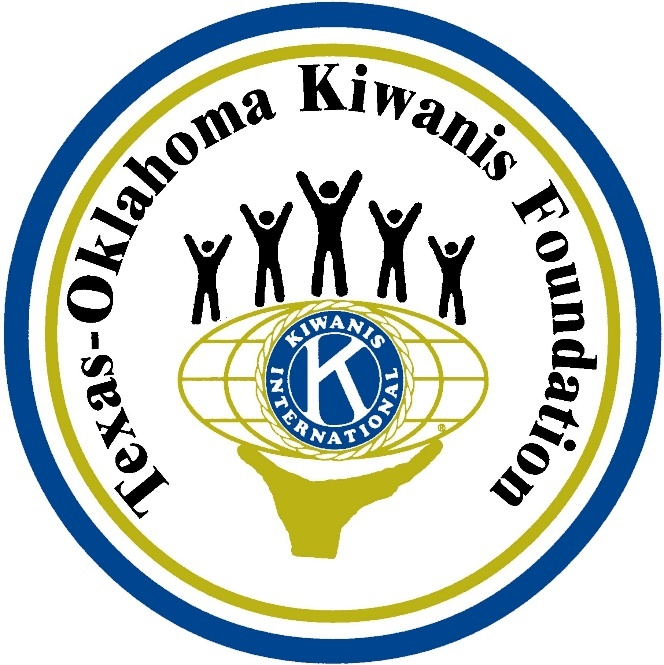 Texas-Oklahoma Kiwanis Foundation
KIWANIS
K
INTERNATIONAL
®